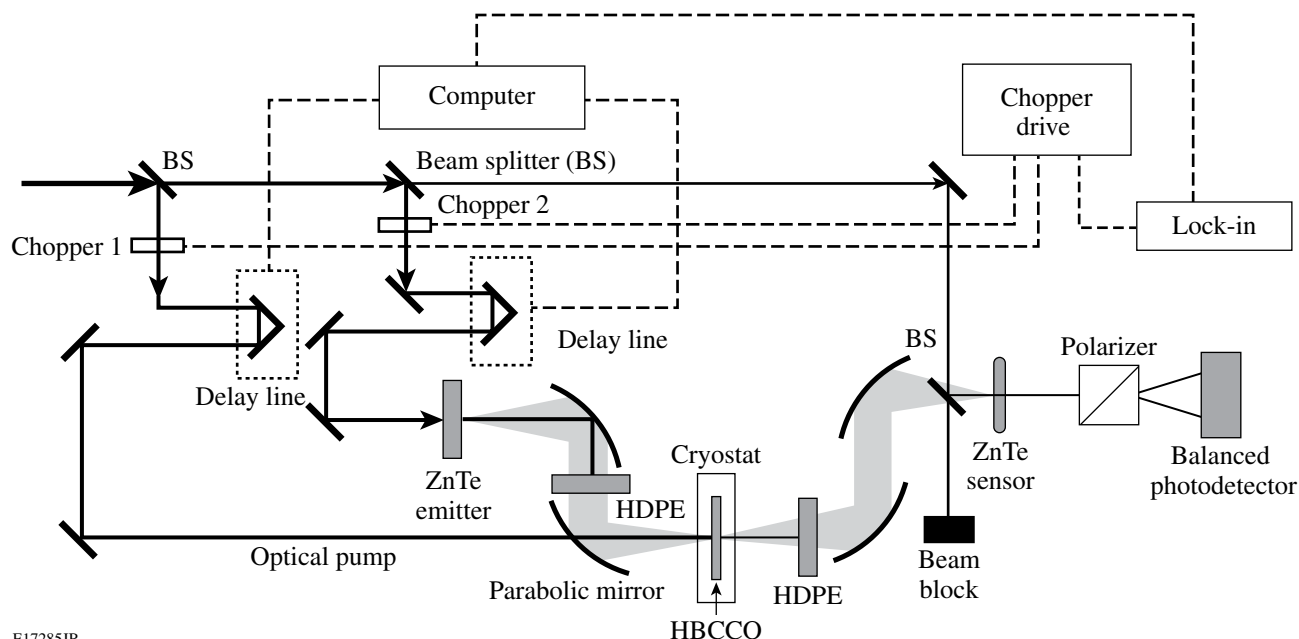 Computer
Chopper
drive
BS
Beam splitter (BS)
Chopper 2
Chopper 1
Lock-in
Delay line
Delay line
BS
Polarizer
ZnTe
emitter
HDPE
Cryostat
ZnTe
sensor
Balanced
photodetector
Optical pump
Parabolic mirror
HDPE
Beam
block
HBCCO
E17285JR